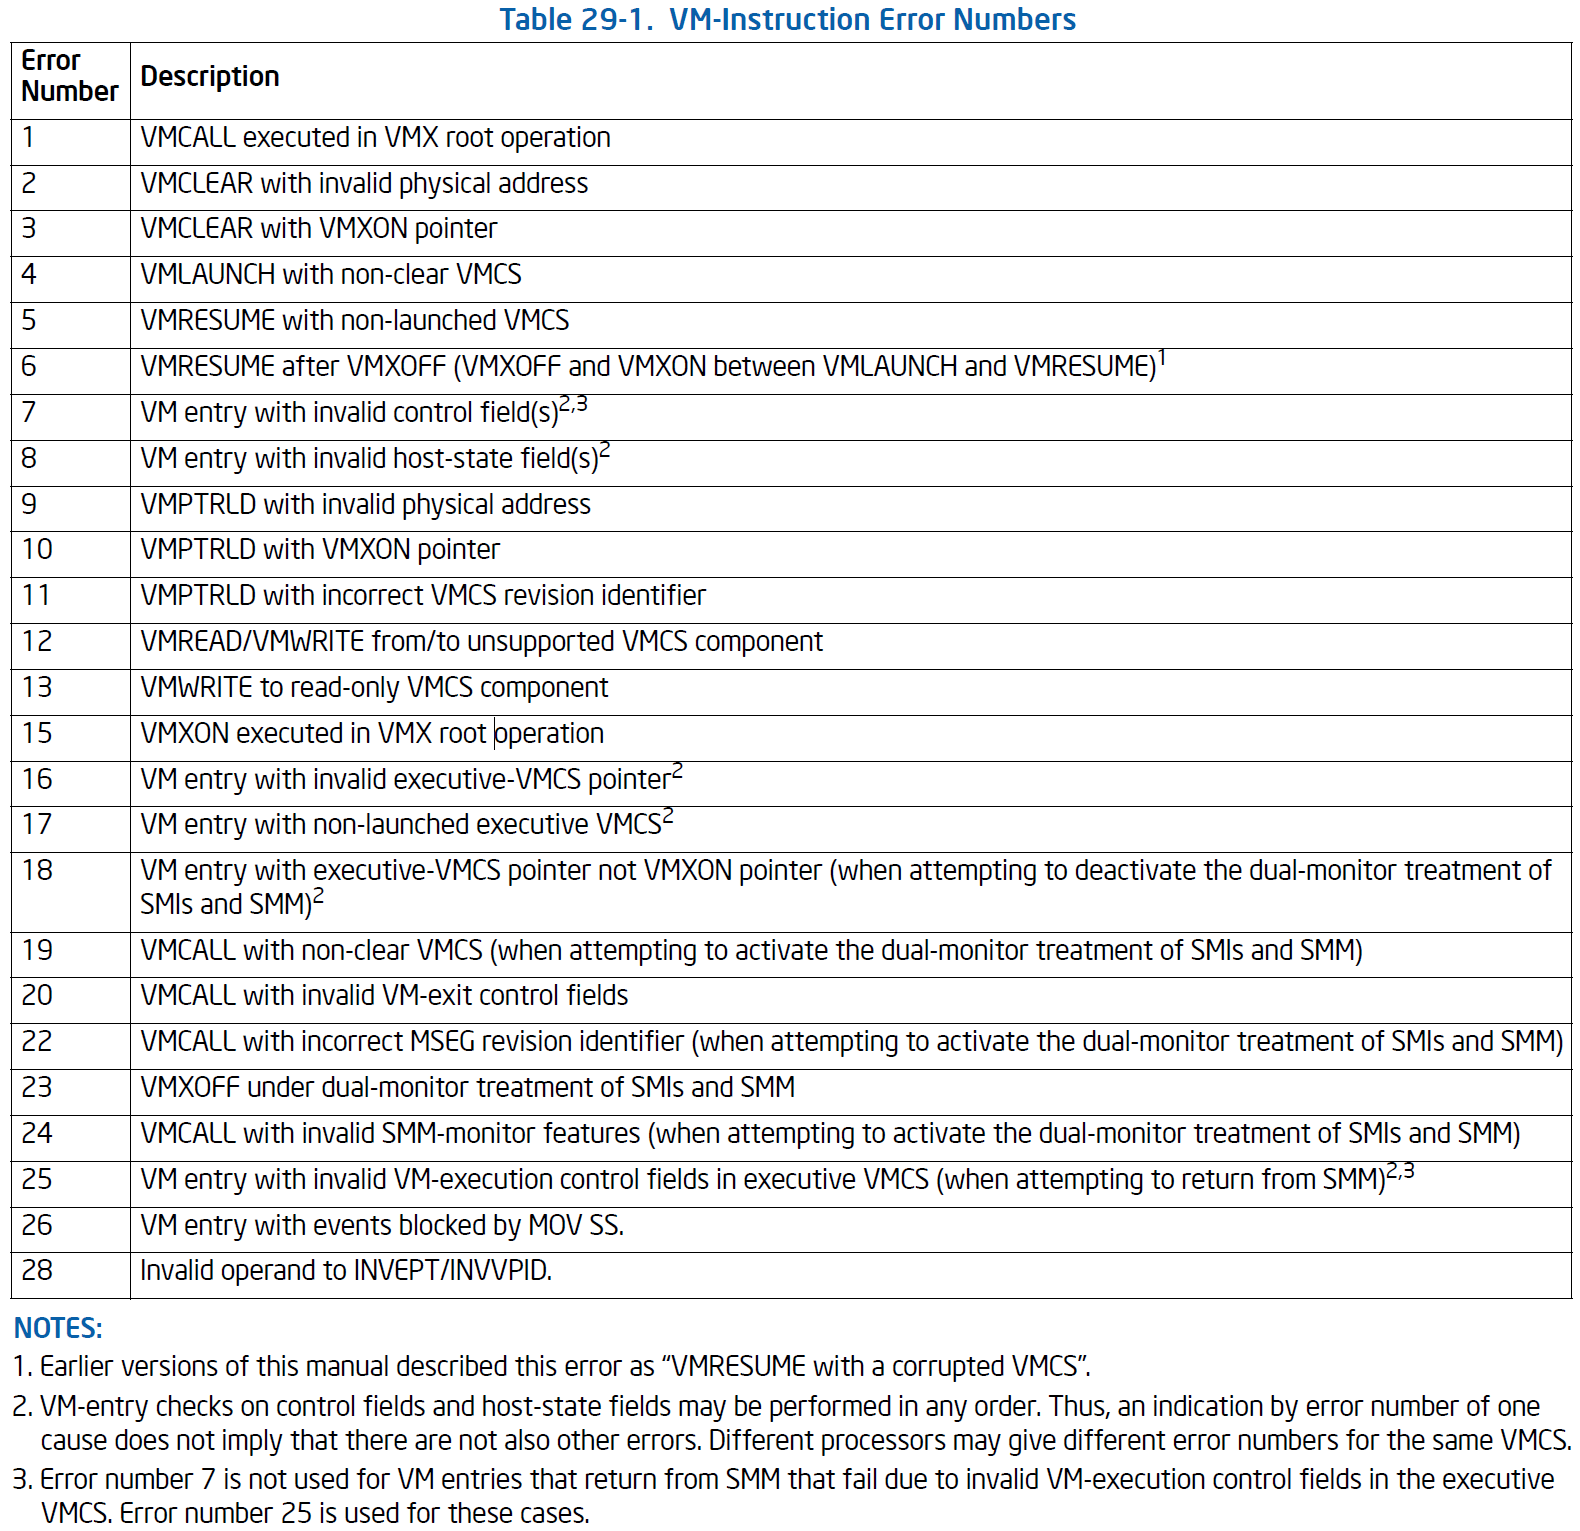 Table 29-1. VM-Instruction Error Numbers
Error
Number
Description
1 VMCALL executed in VMX root operation
2 VMCLEAR with invalid physical address
3 VMCLEAR with VMXON pointer
4 VMLAUNCH with non-clear VMCS
5 VMRESUME with non-launched VMCS
6 VMRESUME after VMXOFF (VMXOFF and VMXON between VMLAUNCH and VMRESUME)1
7 VM entry with invalid control field(s)2,3
8 VM entry with invalid host-state field(s)2
9 VMPTRLD with invalid physical address
10 VMPTRLD with VMXON pointer
11 VMPTRLD with incorrect VMCS revision identifier
12 VMREAD/VMWRITE from/to unsupported VMCS component
13 VMWRITE to read-only VMCS component
15 VMXON executed in VMX root operation
16 VM entry with invalid executive-VMCS pointer2
17 VM entry with non-launched executive VMCS2
18 VM entry with executive-VMCS pointer not VMXON pointer (when attempting to deactivate the dual-monitor treatment of
SMIs and SMM)2
19 VMCALL with non-clear VMCS (when attempting to activate the dual-monitor treatment of SMIs and SMM)
20 VMCALL with invalid VM-exit control fields
22 VMCALL with incorrect MSEG revision identifier (when attempting to activate the dual-monitor treatment of SMIs and SMM)
23 VMXOFF under dual-monitor treatment of SMIs and SMM
24 VMCALL with invalid SMM-monitor features (when attempting to activate the dual-monitor treatment of SMIs and SMM)
25 VM entry with invalid VM-execution control fields in executive VMCS (when attempting to return from SMM)2,3
26 VM entry with events blocked by MOV SS.
28 Invalid operand to INVEPT/INVVPID.
NOTES:
1. Earlier versions of this manual described this error as “VMRESUME with a corrupted VMCS”.
2. VM-entry checks on control fields and host-state fields may be performed in any order. Thus, an indication by error number of one
cause does not imply that there are not also other errors. Different processors may give different error numbers for the same VMCS.
3. Error number 7 is not used for VM entries that return from SMM that fail due to invalid VM-execution control fields in the executive
VMCS. Error number 25 is used for these cases.